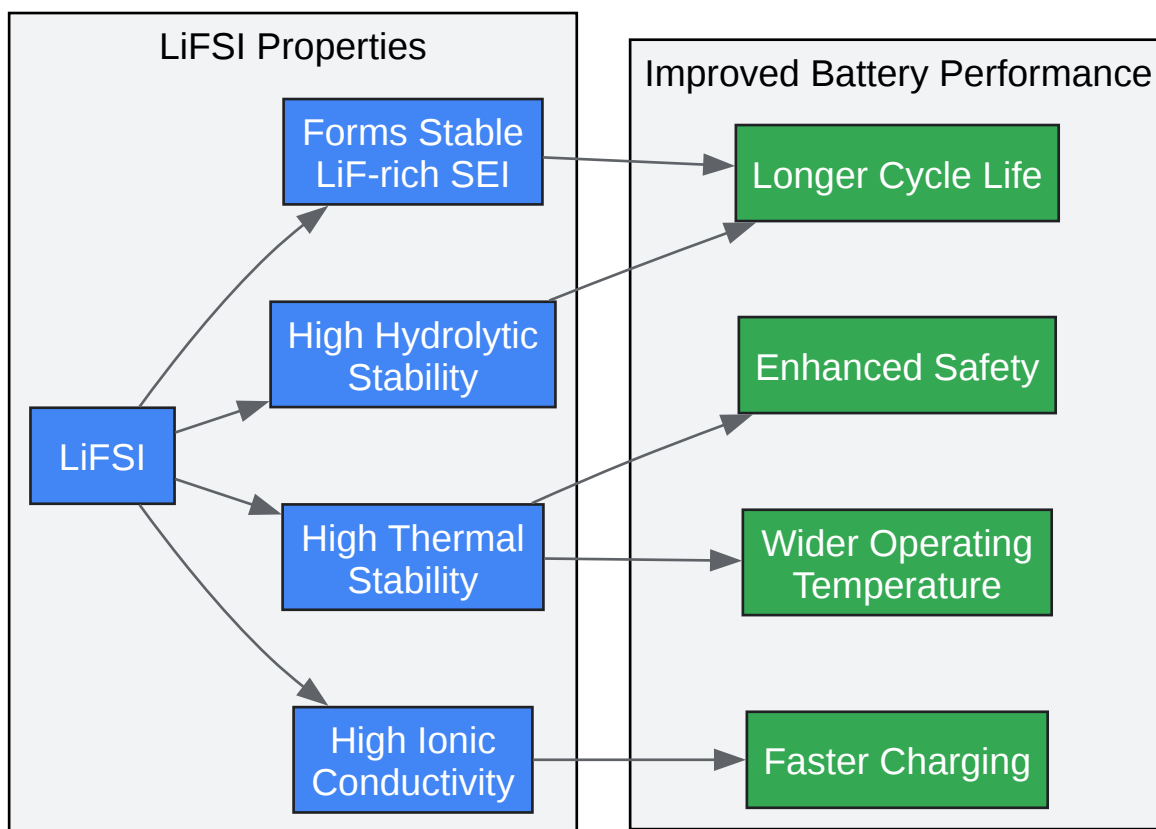 LiFSI Properties
LiFSI
Forms Stable
LiF-rich SEI
High Hydrolytic
Stability
High Thermal
Stability
High Ionic
Conductivity
Improved Battery Performance
Longer Cycle Life
Enhanced Safety
Wider Operating
Temperature
Faster Charging